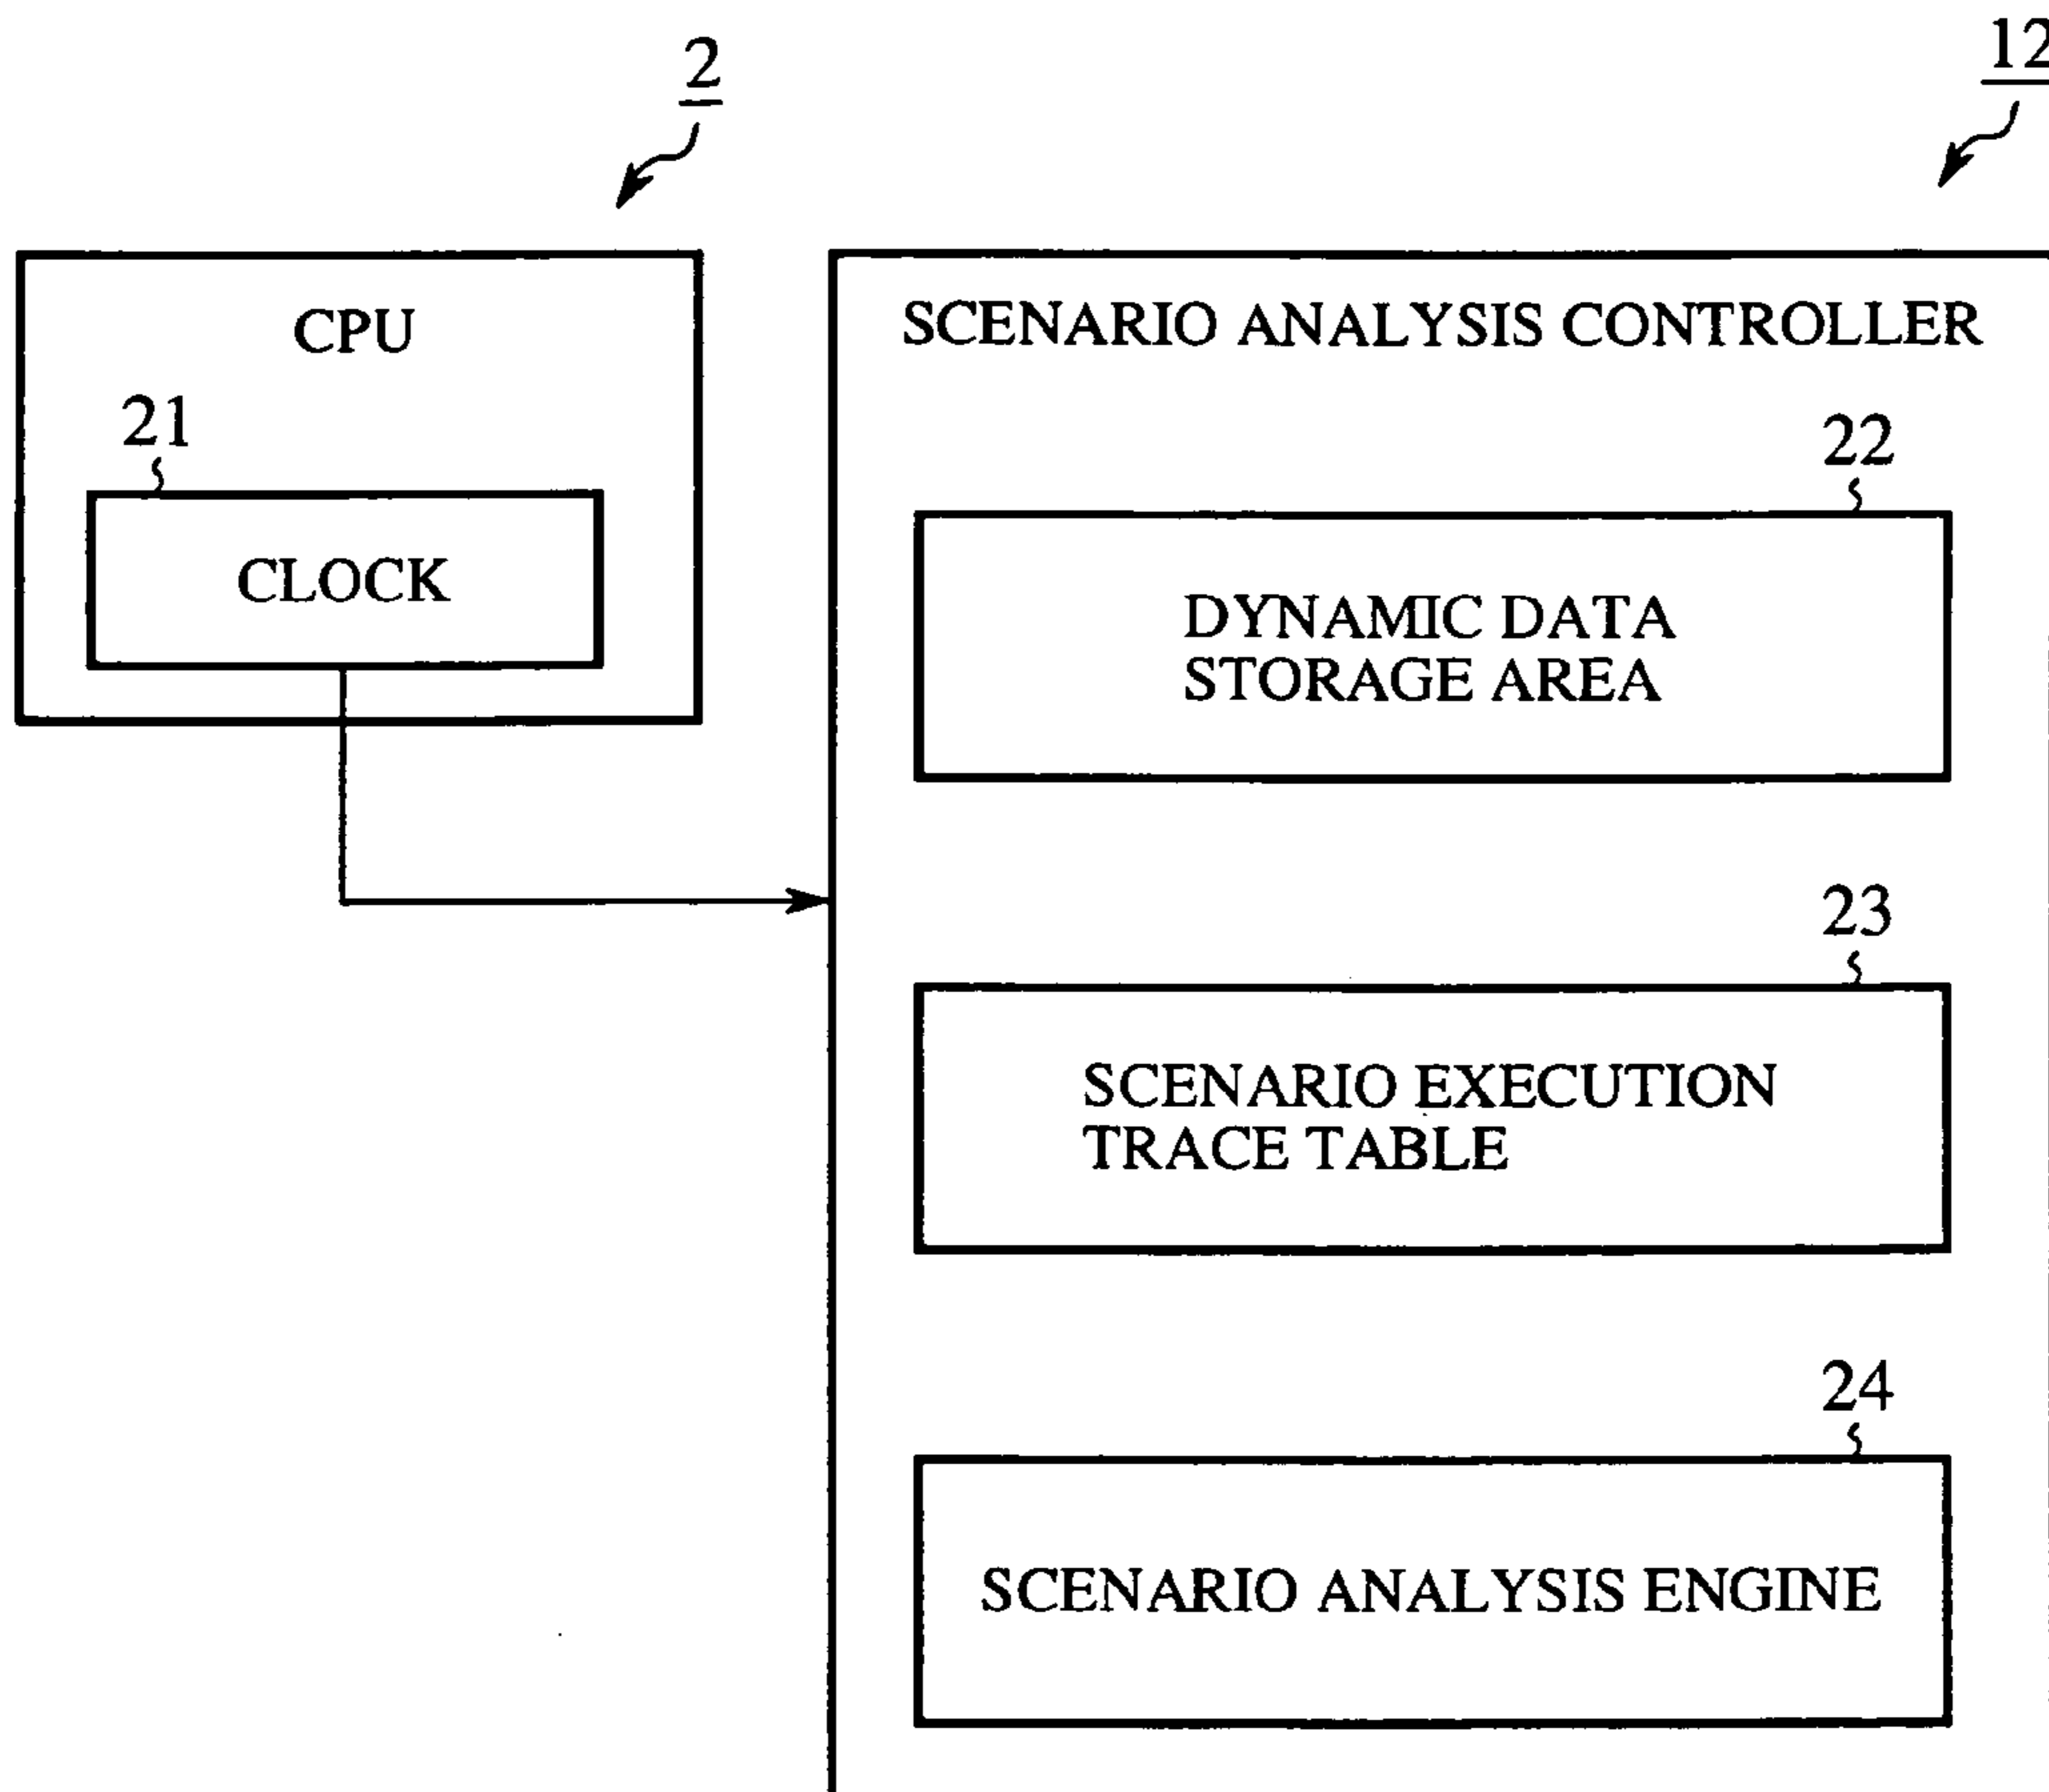 2
12
CPU
21
CLOCK
SCENARIO ANALYSIS CONTROLLER
22
DYNAMIC DATA
STORAGE AREA
23
SCENARIO EXECUTION
TRACE TABLE
24
SCENARIO ANALYSIS ENGINE